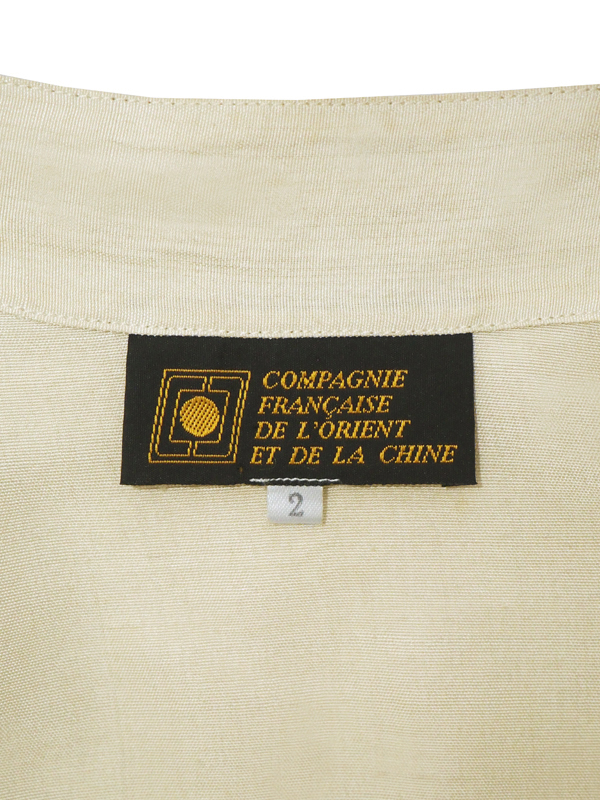 COMPAGNIE
FRANÇAISE
DE L'ORIENT
ET DE LA CHINE
2